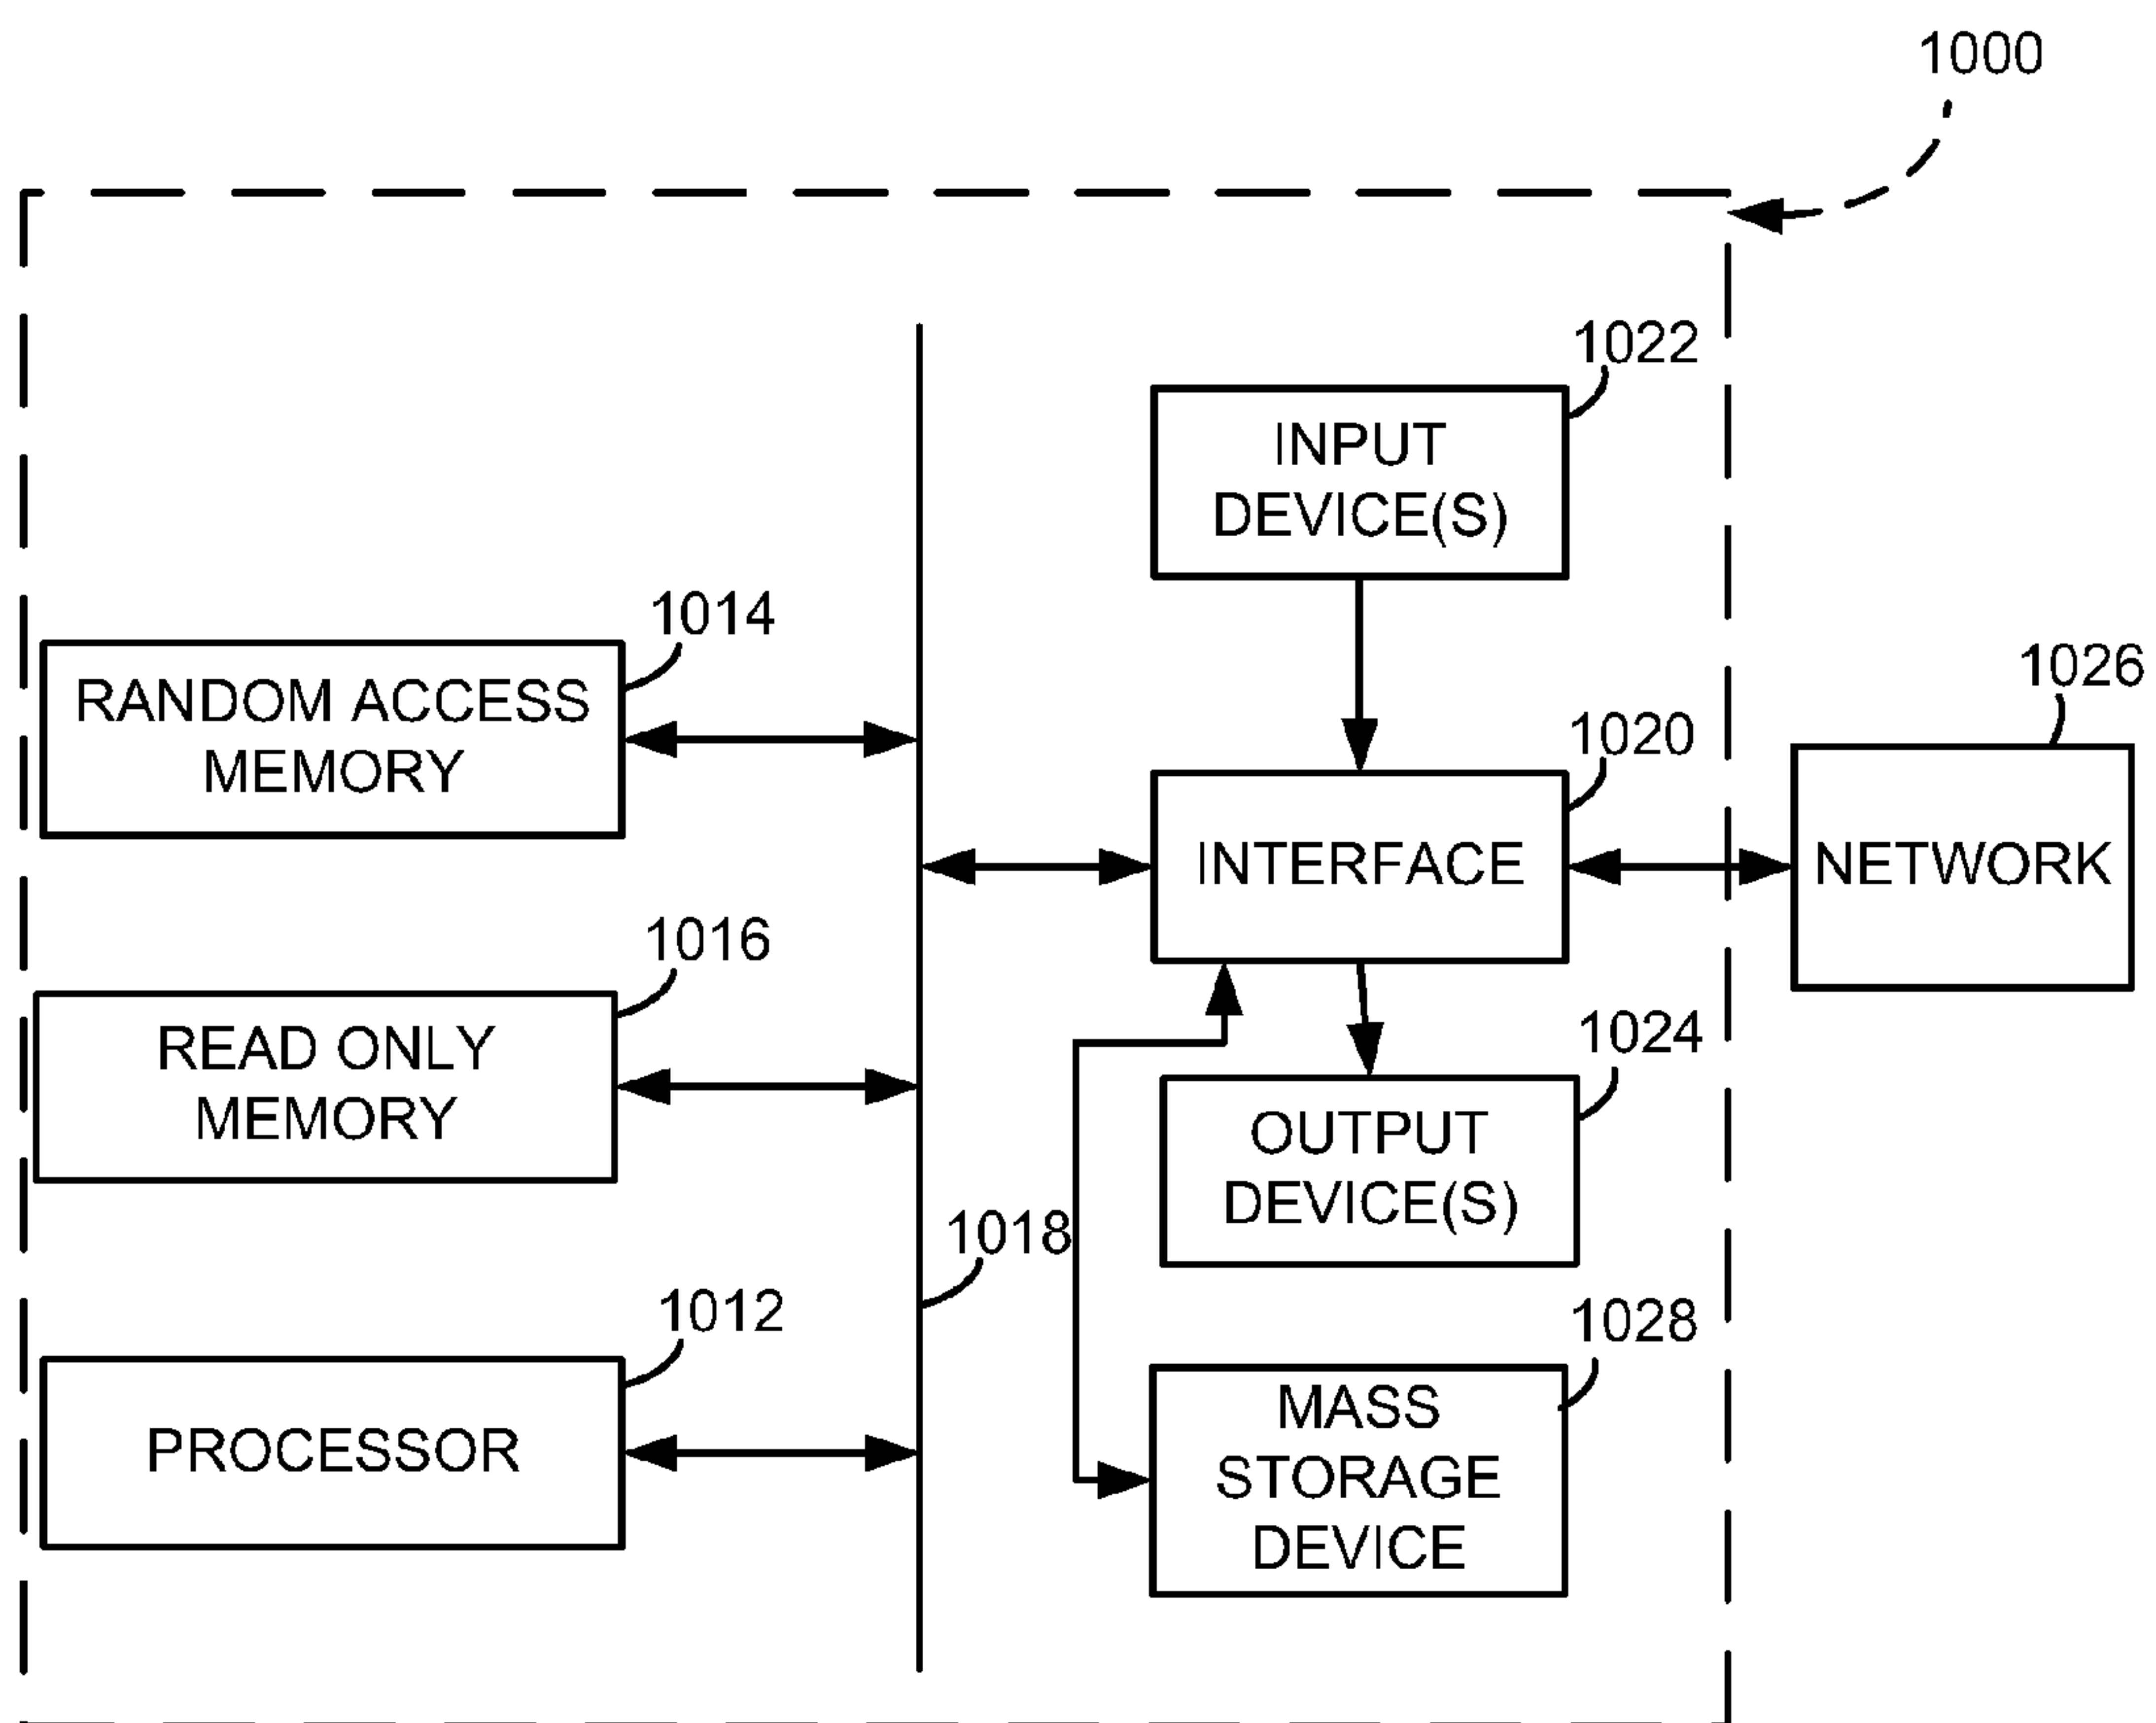 1000
1022
INPUT
DEVICE(S)
1014
RANDOM ACCESS
MEMORY
1026
1020
INTERFACE
NETWORK
1016
READ ONLY
MEMORY
1024
OUTPUT
DEVICE(S)
1018
1012
PROCESSOR
1028
MASS
STORAGE
DEVICE